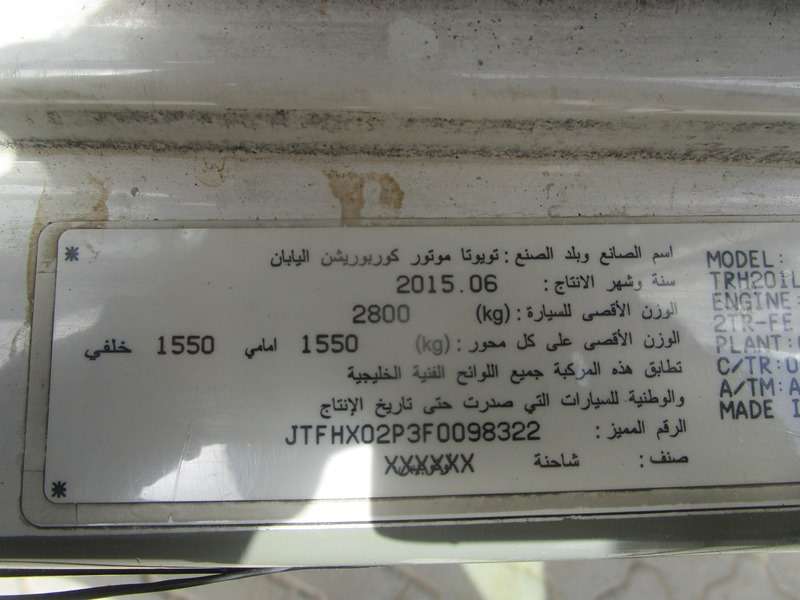 اسم الصانع وبلد الصنع : تويوتا موتور كوربوريشن اليابان
سنة وشهر الانتاج : 2015.06
الوزن الأقصى للسيارة : (kg) 2800
الوزن الأقصى على كل محور : (kg) 1550 امامي 1550 خلفي
تطابق هذه المركبة جميع اللوائح الفنية الخليجية
والوطنية للسيارات التي صدرت حتى تاريخ الإنتاج
الرقم المميز : JTFHX02P3F0098322
صنف : شاحنة XXXXXX
MODEL:
TRH201L
ENGINE:
2TR-FE
PLANT:
C/TR:
A/TM:A
MADE I